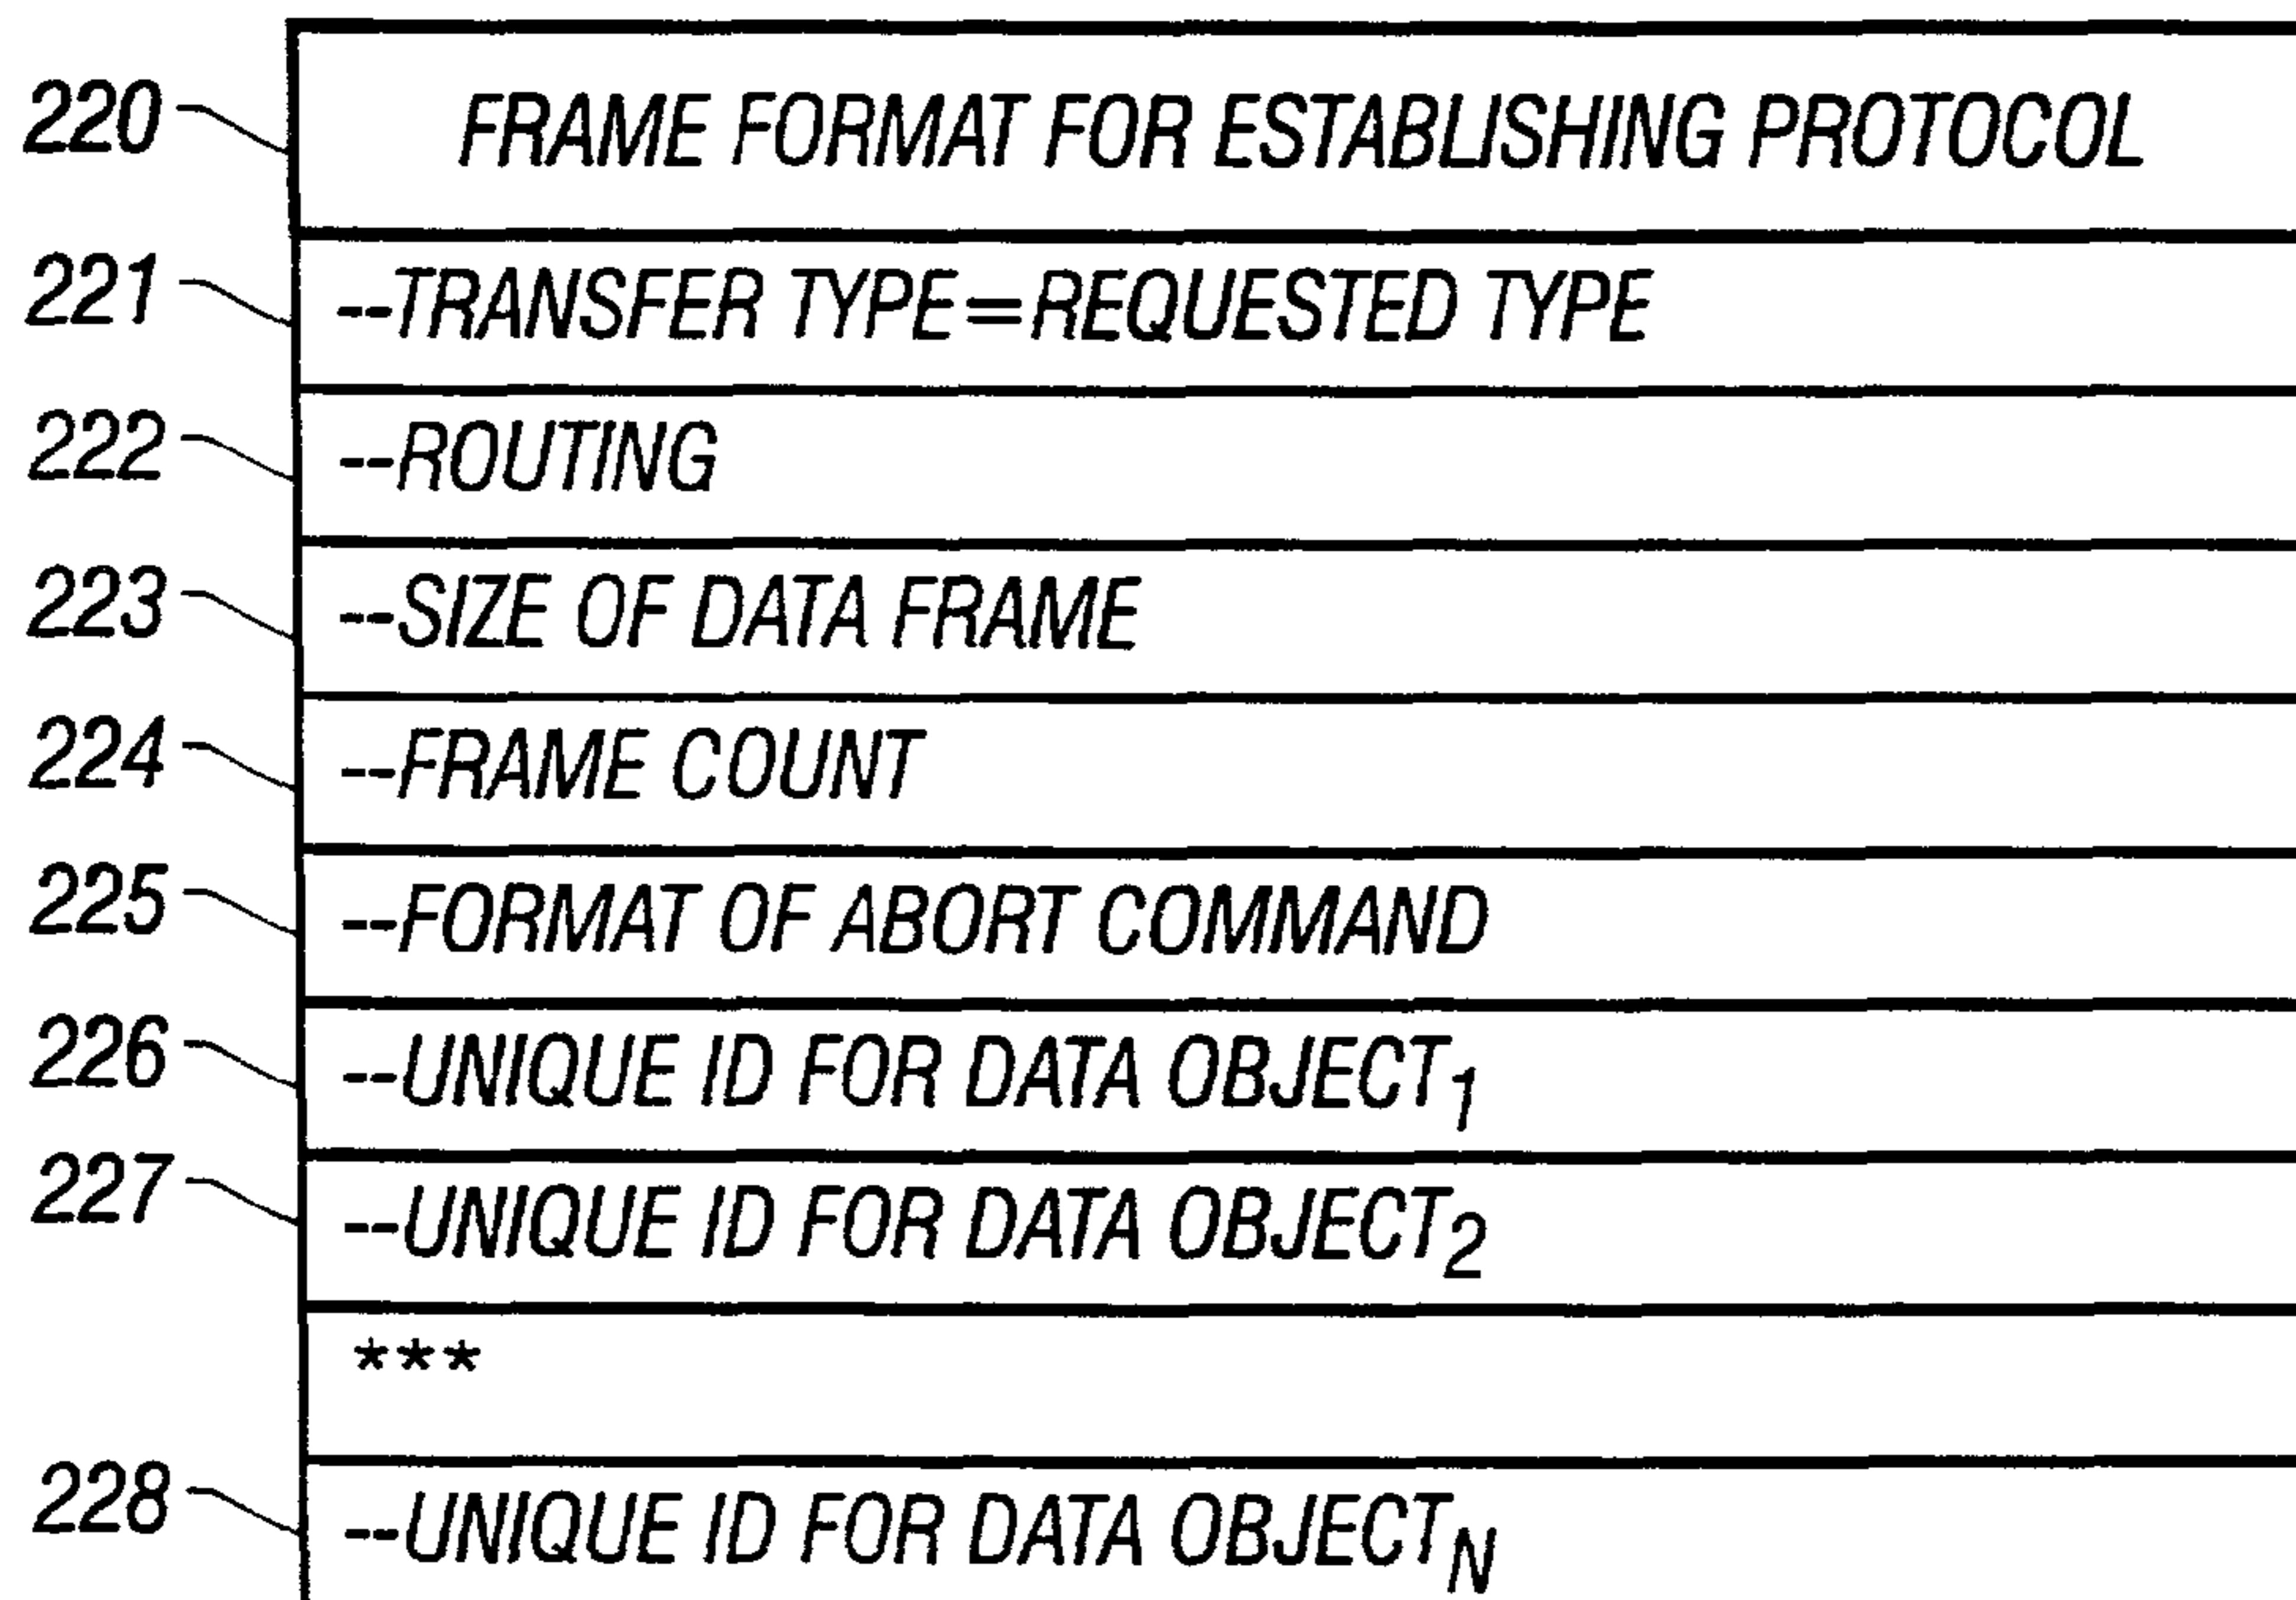 220 FRAME FORMAT FOR ESTABLISHING PROTOCOL
221 --TRANSFER TYPE=REQUESTED TYPE
222 --ROUTING
223 --SIZE OF DATA FRAME
224 --FRAME COUNT
225 --FORMAT OF ABORT COMMAND
226 --UNIQUE ID FOR DATA OBJECT1
227 --UNIQUE ID FOR DATA OBJECT2
***
228 --UNIQUE ID FOR DATA OBJECTN